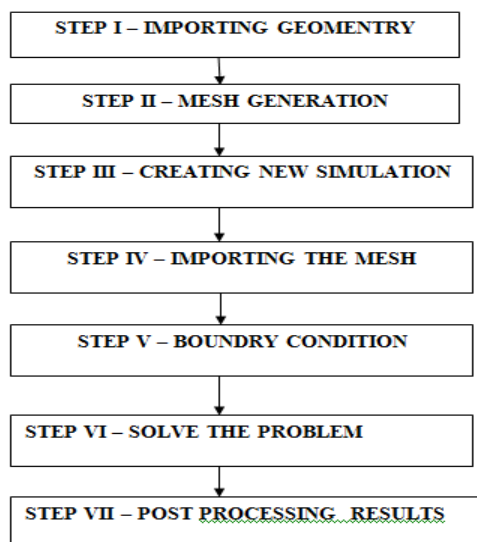 STEP I – IMPORTING GEOMENTRY
STEP II – MESH GENERATION
STEP III – CREATING NEW SIMULATION
STEP IV – IMPORTING THE MESH
STEP V – BOUNDRY CONDITION
STEP VI – SOLVE THE PROBLEM
STEP VII – POST PROCESSING RESULTS